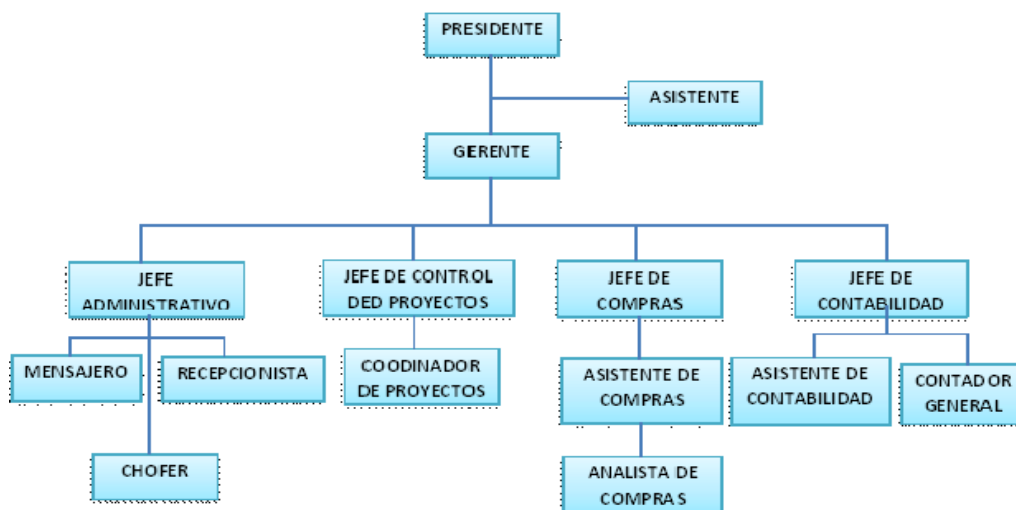 PRESIDENTE
ASISTENTE
GERENTE
JEFE
ADMINISTRATIVO
JEFE DE CONTROL
DED PROYECTOS
JEFE DE
COMPRAS
JEFE DE
CONTABILIDAD
MENSAJERO
RECEPCIONISTA
COODINADOR
DE PROYECTOS
ASISTENTE DE
COMPRAS
ASISTENTE DE
CONTABILIDAD
CONTADOR
GENERAL
CHOFER
ANALISTA DE
COMPRAS